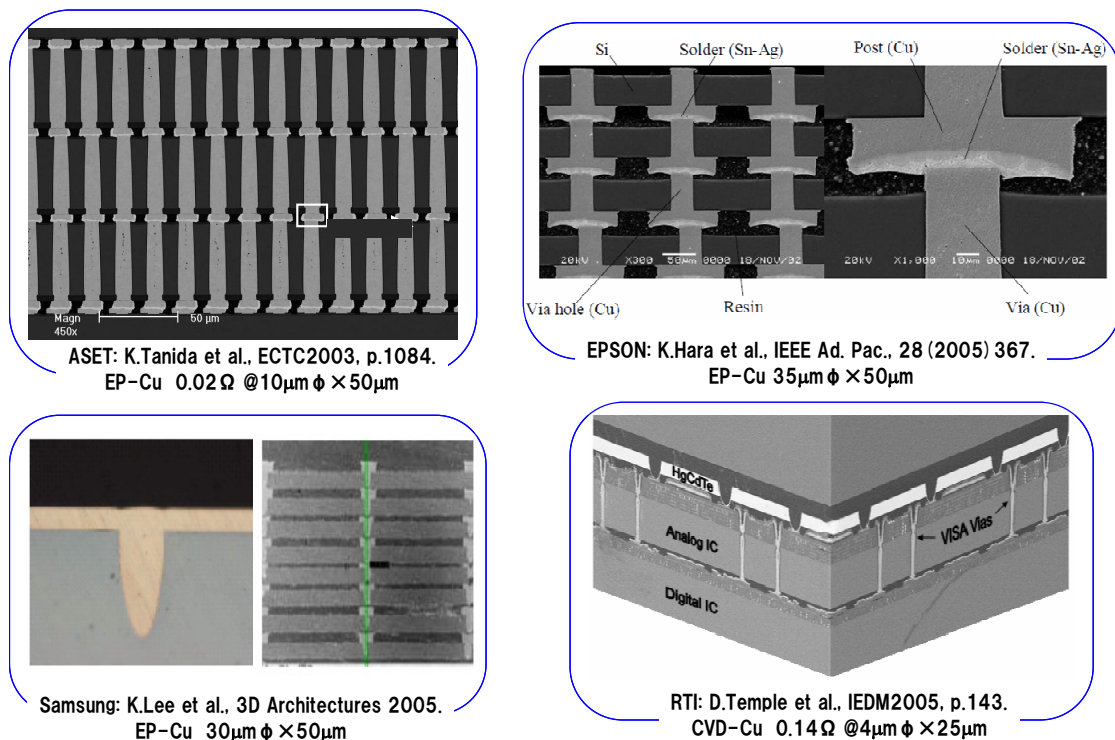 Magn
450x
50 µm
ASET: K.Tanida et al., ECTC2003, p.1084.
EP-Cu 0.02Ω @10μmφ×50μm
Si
Solder (Sn-Ag)
Post (Cu)
Solder (Sn-Ag)
20kV X300 50μm 0000 18/NOV/02
20kV X1,000 10μm 0000 18/NOV/02
Via hole (Cu)
Resin
Via (Cu)
EPSON: K.Hara et al., IEEE Ad. Pac., 28(2005)367.
EP-Cu 35μmφ×50μm
Samsung: K.Lee et al., 3D Architectures 2005.
EP-Cu 30μmφ×50μm
HgCdTe
Analog IC
VISA Vias
Digital IC
RTI: D.Temple et al., IEDM2005, p.143.
CVD-Cu 0.14Ω @4μmφ×25μm